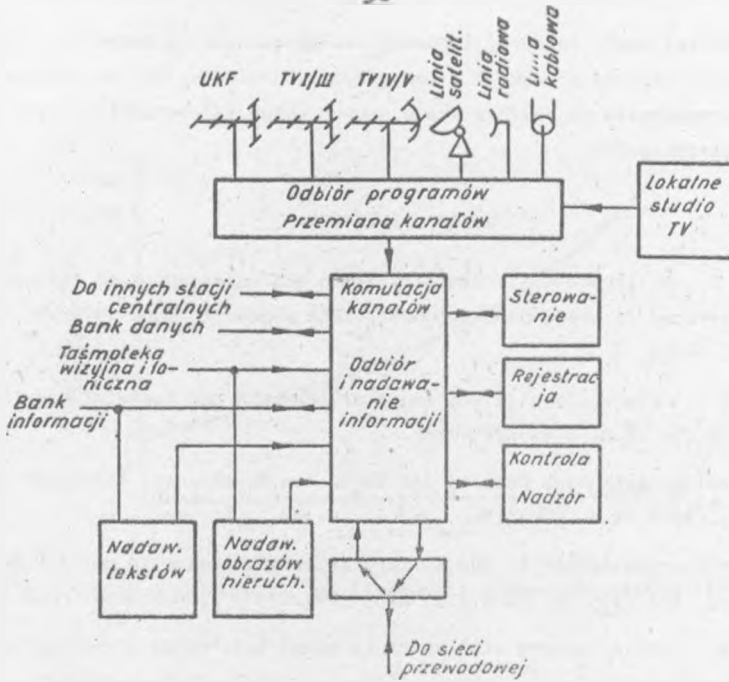 UKF
TV I/III
TV IV/V
Linia
satelit.
Linia
radiowa
kablowa
Odbiór programów
Przemiana kanałów
Lokalne
studio
TV
Do innych stacji
centralnych
Bank danych
Taśmoteka
wizyjna i fo-
niczna
Bank
informacji
Komutacja
kanałów
Odbiór
i nadawa-
nie
informacji
Sterowa-
nie
Rejestrac
ja
Kontrola
Nadzór
Nadaw.
tekstów
Nadaw.
obrazów
nieruch.
Do sieci
przewodowej